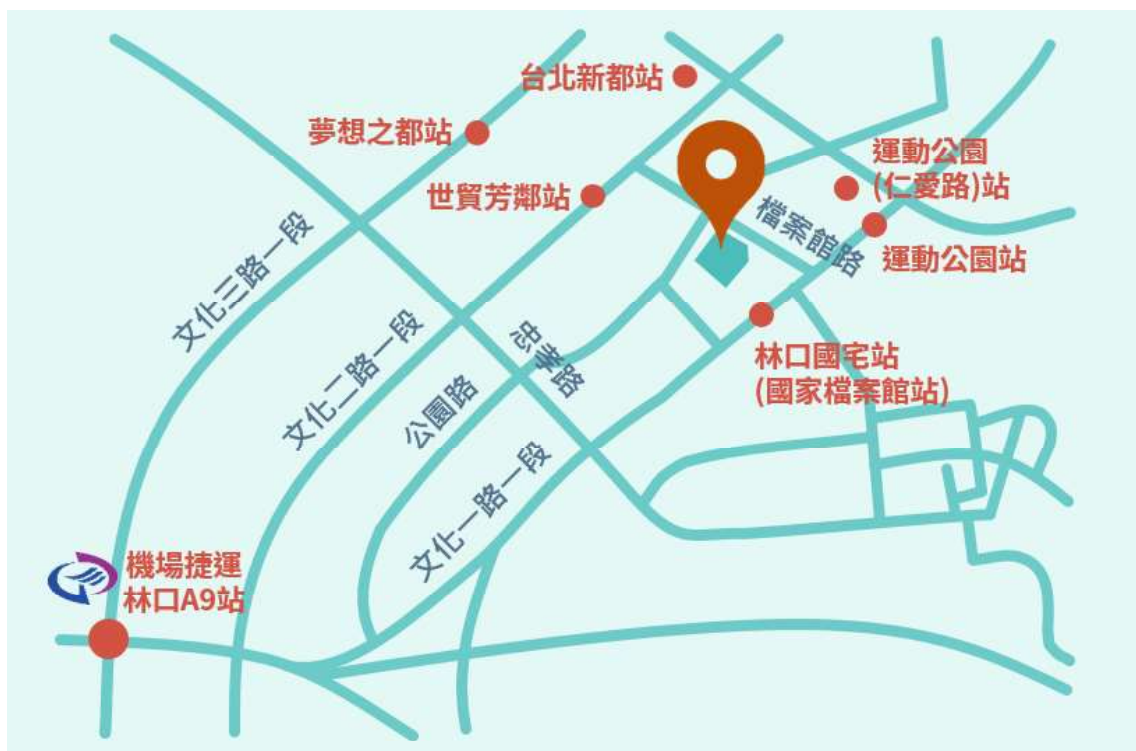 台北新都站
夢想之都站
運動公園
(仁愛路)站
世貿芳鄰站
檔案館路
運動公園站
文化三路一段
忠孝路
文化二路一段
林口國宅站
(國家檔案館站)
公園路
文化一路一段
機場捷運
林口A9站